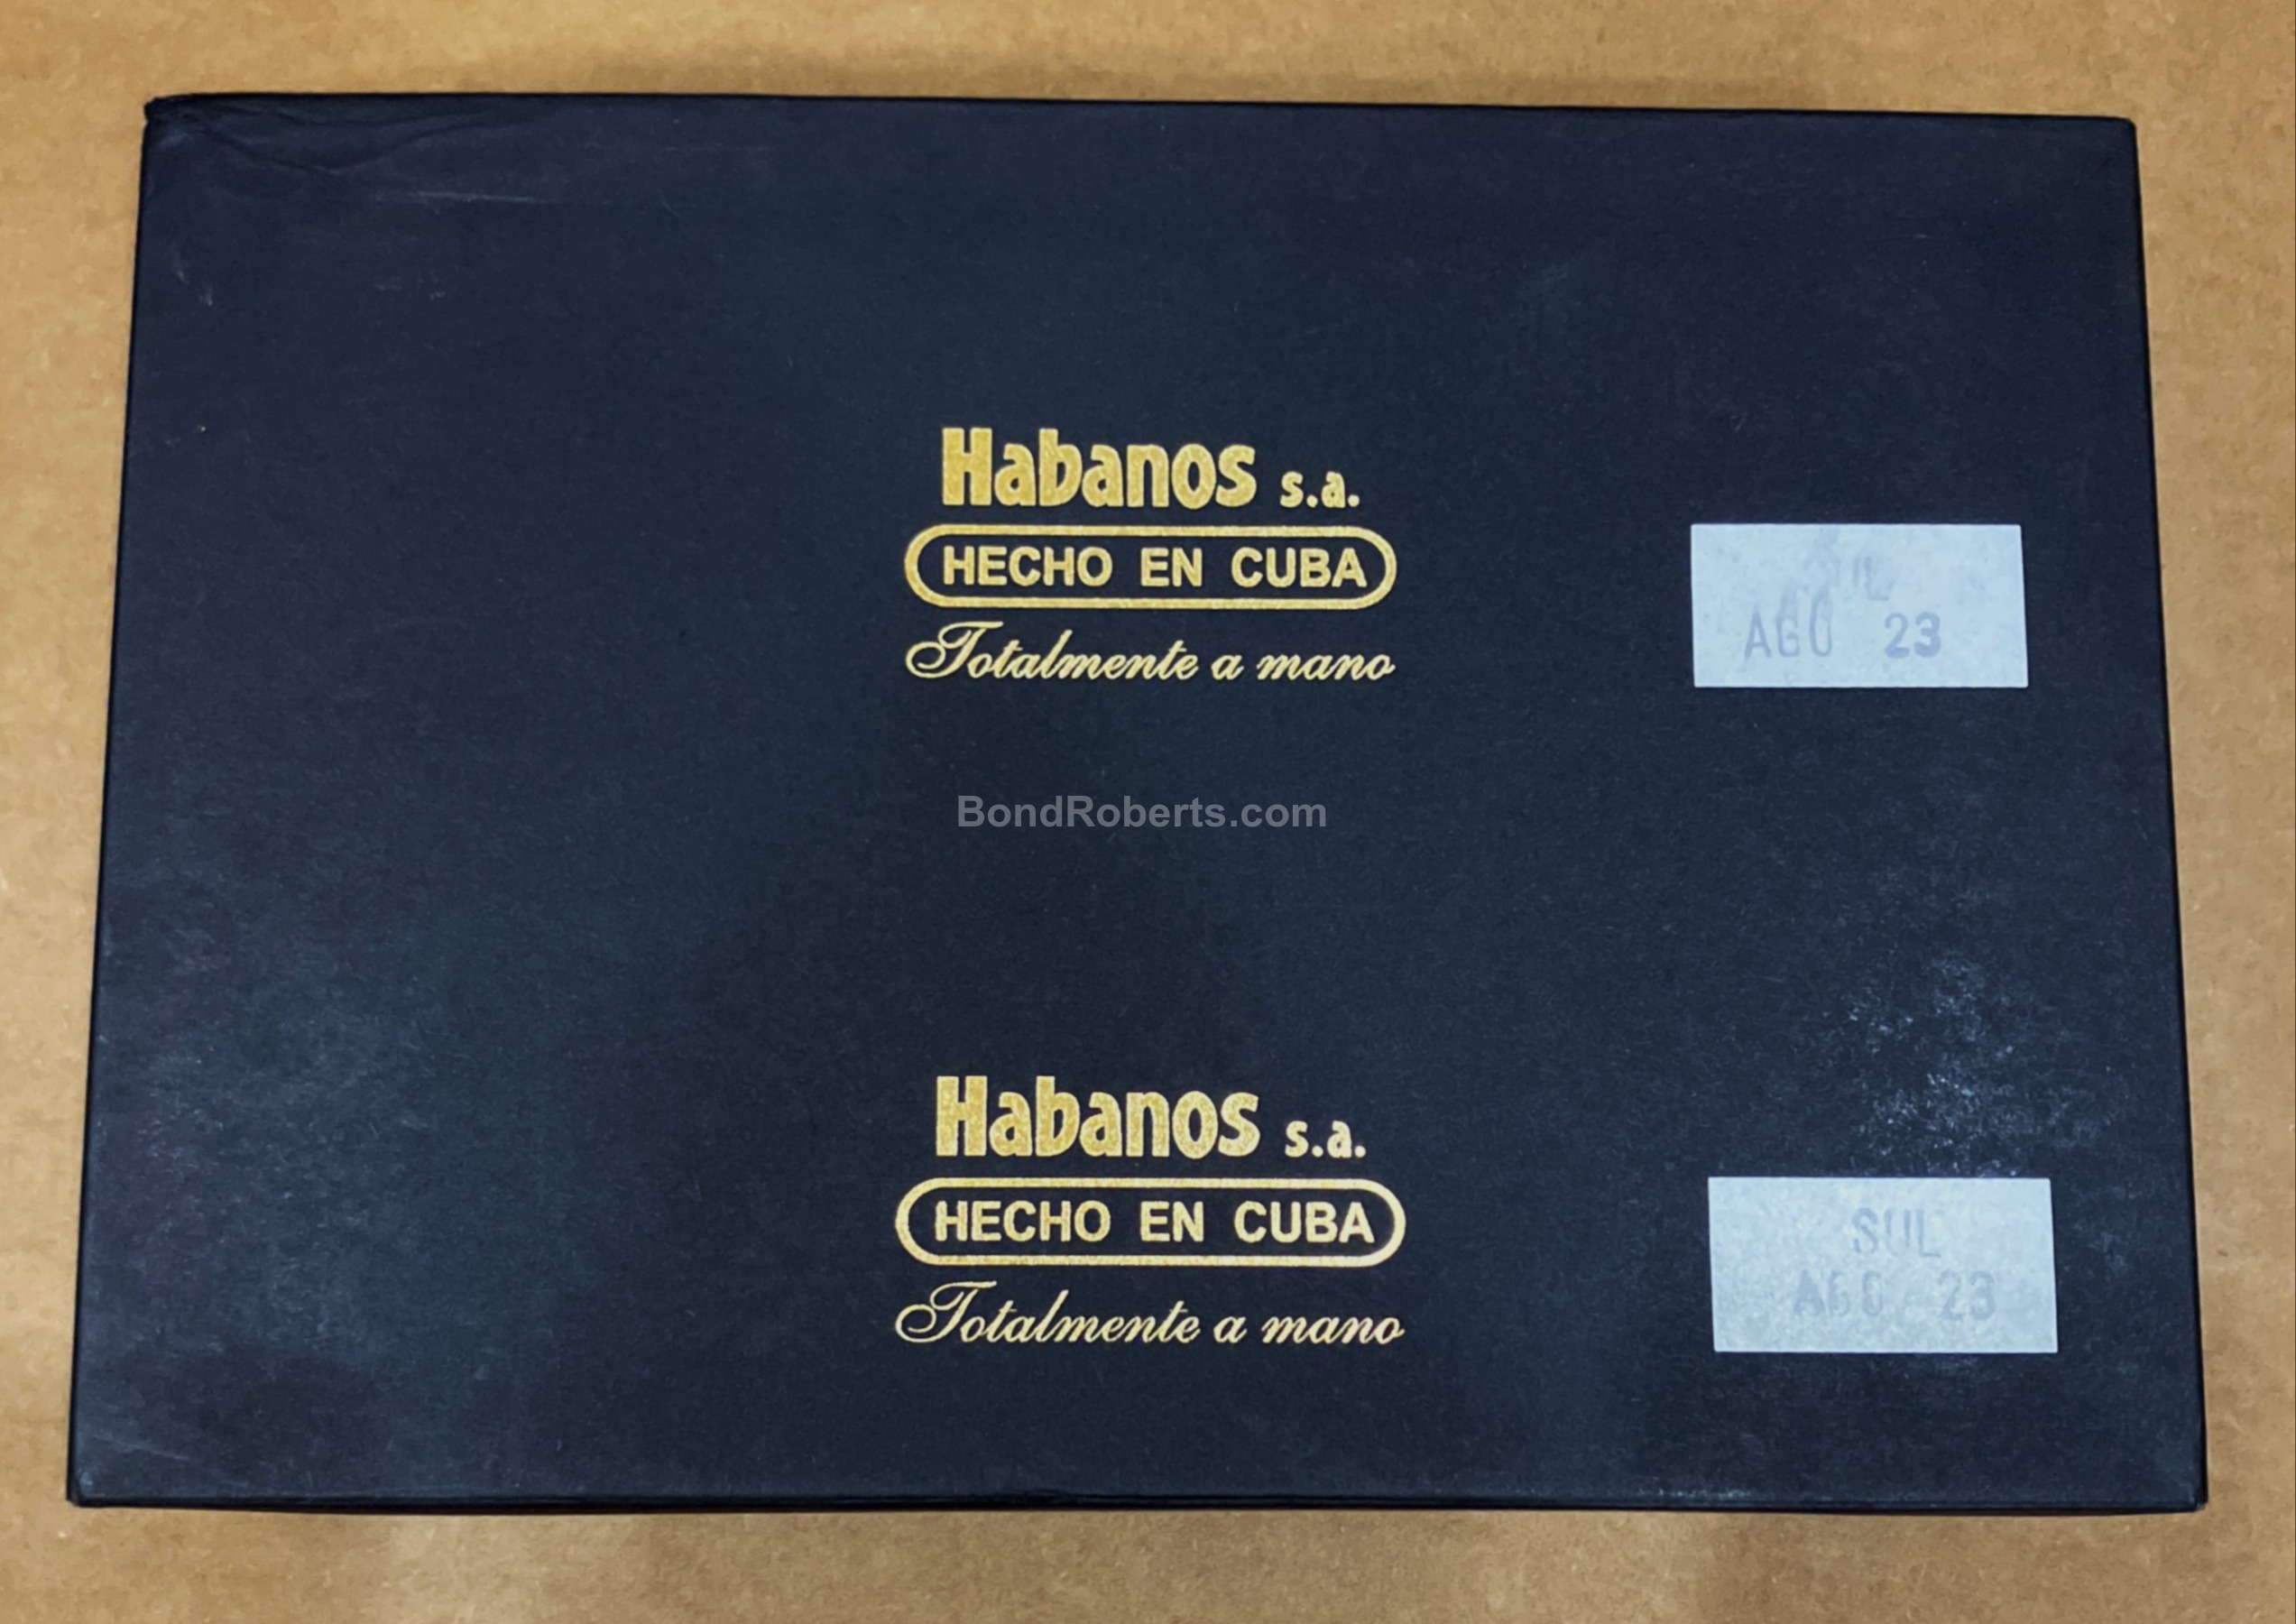 Habanos s.a.
HECHO EN CUBA
Totalmente a mano
SUL
AGO 23
BondRoberts.com
Habanos s.a.
HECHO EN CUBA
Totalmente a mano
SUL
AGO 23